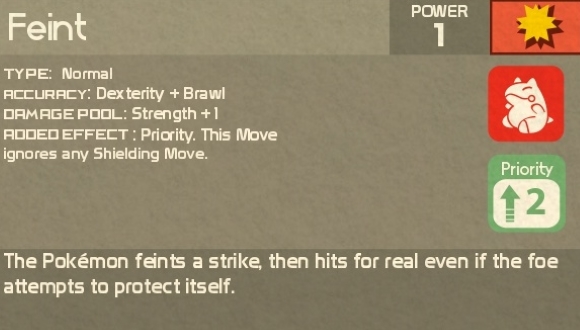 Feint
POWER
1
TYPE: Normal
ACCURACY: Dexterity + Brawl
DAMAGE POOL: Strength +1
ADDED EFFECT : Priority. This Move
ignores any Shielding Move.
Priority
2
The Pokémon feints a strike, then hits for real even if the foe
attempts to protect itself.